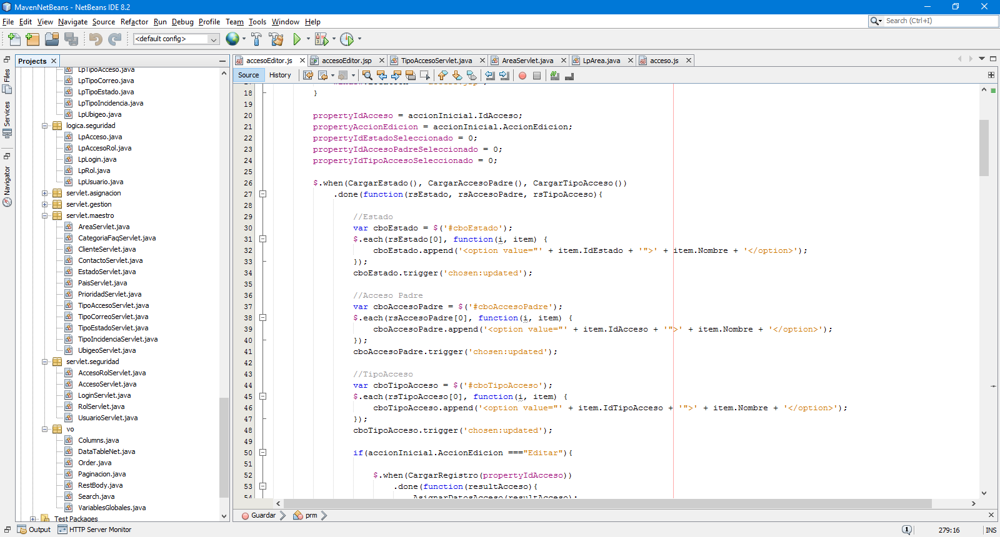 MavenNetBeans - NetBeans IDE 8.2
File Edit View Navigate Source Refactor Run Debug Profile Team Tools Window Help
Search (Ctrl+I)
<default config>
Files
Services
Navigator
Projects
LpTipoAcceso.java
LpTipoCorreo.java
LpTipoEstado.java
LpTipoIncidencia.java
LpUbigeo.java
logica.seguridad
LpAcceso.java
LpAccesoRol.java
LpLogin.java
LpRol.java
LpUsuario.java
servlet.asignacion
servlet.gestion
servlet.maestro
AreaServlet.java
CategoriaFaqServlet.java
ClienteServlet.java
ContactoServlet.java
EstadoServlet.java
PaisServlet.java
PrioridadServlet.java
TipoAccesoServlet.java
TipoCorreoServlet.java
TipoEstadoServlet.java
TipoIncidenciaServlet.java
UbigeoServlet.java
servlet.seguridad
AccesoRolServlet.java
AccesoServlet.java
LoginServlet.java
RolServlet.java
UsuarioServlet.java
vo
Columns.java
DataTableNet.java
Order.java
Paginacion.java
RestBody.java
Search.java
VariablesGlobales.java
Test Packages
accesoEditor.js accesoEditor.jsp TipoAccesoServlet.java AreaServlet.java LpArea.java acceso.js
Source History
18 }
19
20 propertyIdAcceso = accionInicial.IdAcceso;
21 propertyAccionEdicion = accionInicial.AccionEdicion;
22 propertyIdEstadoSeleccionado = 0;
23 propertyIdAccesoPadreSeleccionado = 0;
24 propertyIdTipoAccesoSeleccionado = 0;
25
26 $.when(CargarEstado(), CargarAccesoPadre(), CargarTipoAcceso())
27 .done(function(rsEstado, rsAccesoPadre, rsTipoAcceso){
28
29 //Estado
30 var cboEstado = $('#cboEstado');
31 $.each(rsEstado[0], function(i, item) {
32 cboEstado.append('<option value="' + item.IdEstado + '">' + item.Nombre + '</option>');
33 });
34 cboEstado.trigger('chosen:updated');
35
36 //Acceso Padre
37 var cboAccesoPadre = $('#cboAccesoPadre');
38 $.each(rsAccesoPadre[0], function(i, item) {
39 cboAccesoPadre.append('<option value="' + item.IdAcceso + '">' + item.Nombre + '</option>');
40 });
41 cboAccesoPadre.trigger('chosen:updated');
42
43 //TipoAcceso
44 var cboTipoAcceso = $('#cboTipoAcceso');
45 $.each(rsTipoAcceso[0], function(i, item) {
46 cboTipoAcceso.append('<option value="' + item.IdTipoAcceso + '">' + item.Nombre + '</option>');
47 });
48 cboTipoAcceso.trigger('chosen:updated');
49
50 if(accionInicial.AccionEdicion ==="Editar"){
51
52 $.when(CargarRegistro(propertyIdAcceso))
53 .done(function(resultAcceso){
54 AsignarDatosAcceso(resultAcceso);
Guardar prm
Output HTTP Server Monitor
1 279:16 INS